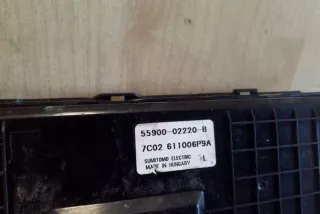 55900-02220-B
7C02 611006P9A
SUMITOMO ELECTRIC
MADE IN HUNGARY L